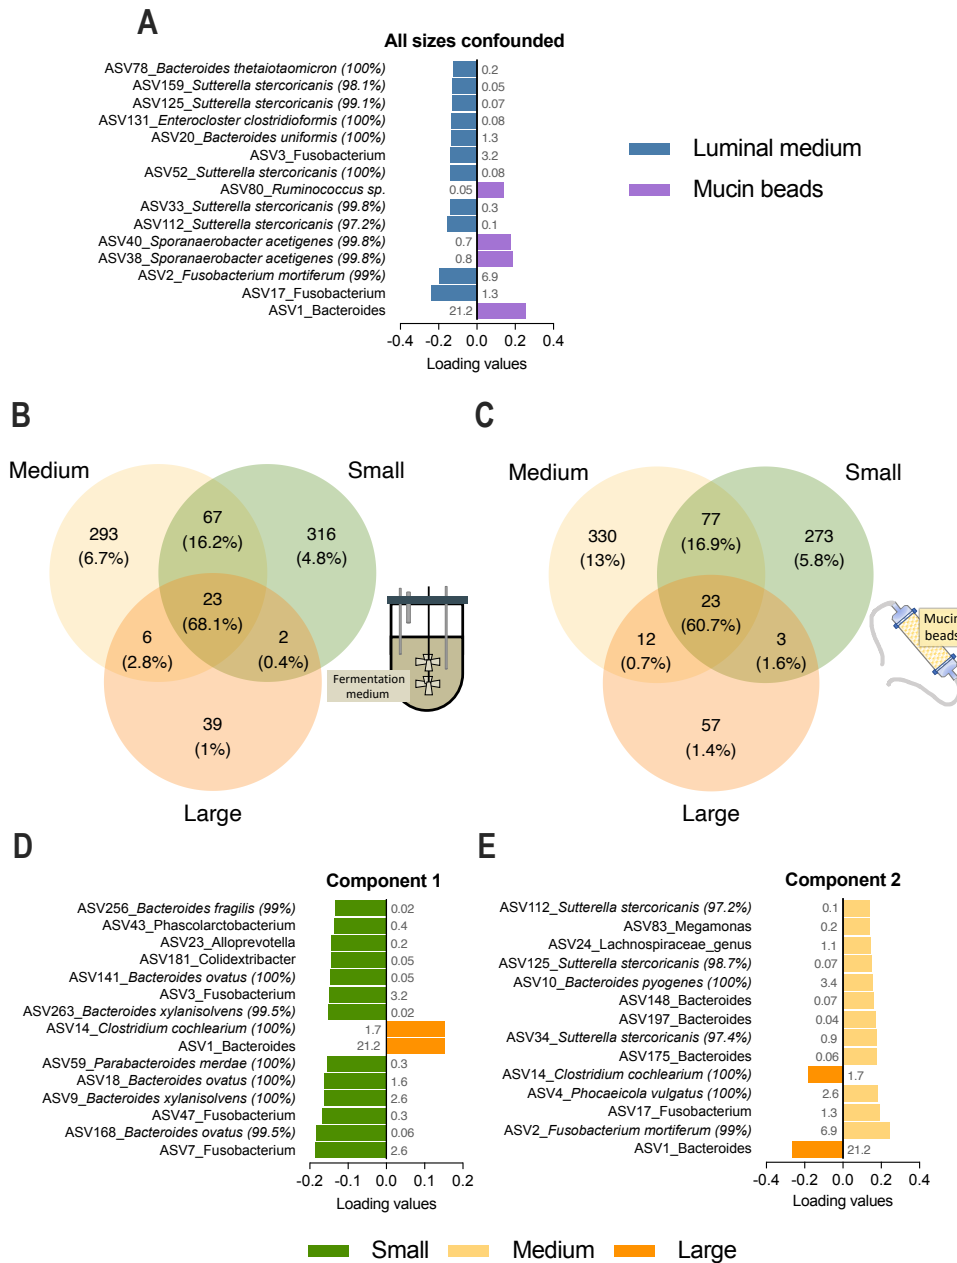 A
All sizes confounded
ASV78_Bacteroides thetaiotaomicron (100%) 0.2
ASV159_Sutterella stercoricanis (98.1%) 0.05
ASV125_Sutterella stercoricanis (99.1%) 0.07
ASV131_Enterocloster clostridioformis (100%) 0.08
ASV20_Bacteroides uniformis (100%) 1.3
ASV3_Fusobacterium 3.2
ASV52_Sutterella stercoricanis (100%) 0.08
ASV80_Ruminococcus sp. 0.05
ASV33_Sutterella stercoricanis (99.8%) 0.3
ASV112_Sutterella stercoricanis (97.2%) 0.1
ASV40_Sporanaerobacter acetigenes (99.8%) 0.7
ASV38_Sporanaerobacter acetigenes (99.8%) 0.8
ASV2_Fusobacterium mortiferum (99%) 6.9
ASV17_Fusobacterium 1.3
ASV1_Bacteroides 21.2
-0.4 -0.2 0.0 0.2 0.4
Loading values
Luminal medium
Mucin beads
B
Medium
Small
293
(6.7%)
67
(16.2%)
316
(4.8%)
23
(68.1%)
6
(2.8%)
2
(0.4%)
39
(1%)
Large
Fermentation
medium
C
Medium
Small
330
(13%)
77
(16.9%)
273
(5.8%)
23
(60.7%)
12
(0.7%)
3
(1.6%)
57
(1.4%)
Large
Mucin
beads
D
Component 1
ASV256_Bacteroides fragilis (99%) 0.02
ASV43_Phascolarctobacterium 0.4
ASV23_Alloprevotella 0.2
ASV181_Colidextribacter 0.05
ASV141_Bacteroides ovatus (100%) 0.05
ASV3_Fusobacterium 3.2
ASV263_Bacteroides xylanisolvens (99.5%) 0.02
ASV14_Clostridium cochlearium (100%) 1.7
ASV1_Bacteroides 21.2
ASV59_Parabacteroides merdae (100%) 0.3
ASV18_Bacteroides ovatus (100%) 1.6
ASV9_Bacteroides xylanisolvens (100%) 2.6
ASV47_Fusobacterium 0.3
ASV168_Bacteroides ovatus (99.5%) 0.06
ASV7_Fusobacterium 2.6
-0.2 -0.1 0.0 0.1 0.2
Loading values
E
Component 2
ASV112_Sutterella stercoricanis (97.2%) 0.1
ASV83_Megamonas 0.2
ASV24_Lachnospiraceae_genus 1.1
ASV125_Sutterella stercoricanis (98.7%) 0.07
ASV10_Bacteroides pyogenes (100%) 3.4
ASV148_Bacteroides 0.07
ASV197_Bacteroides 0.04
ASV34_Sutterella stercoricanis (97.4%) 0.9
ASV175_Bacteroides 0.06
ASV14_Clostridium cochlearium (100%) 1.7
ASV4_Phocaeicola vulgatus (100%) 2.6
ASV17_Fusobacterium 1.3
ASV2_Fusobacterium mortiferum (99%) 6.9
ASV1_Bacteroides 21.2
-0.4 -0.2 0.0 0.2 0.4
Loading values
Small Medium Large